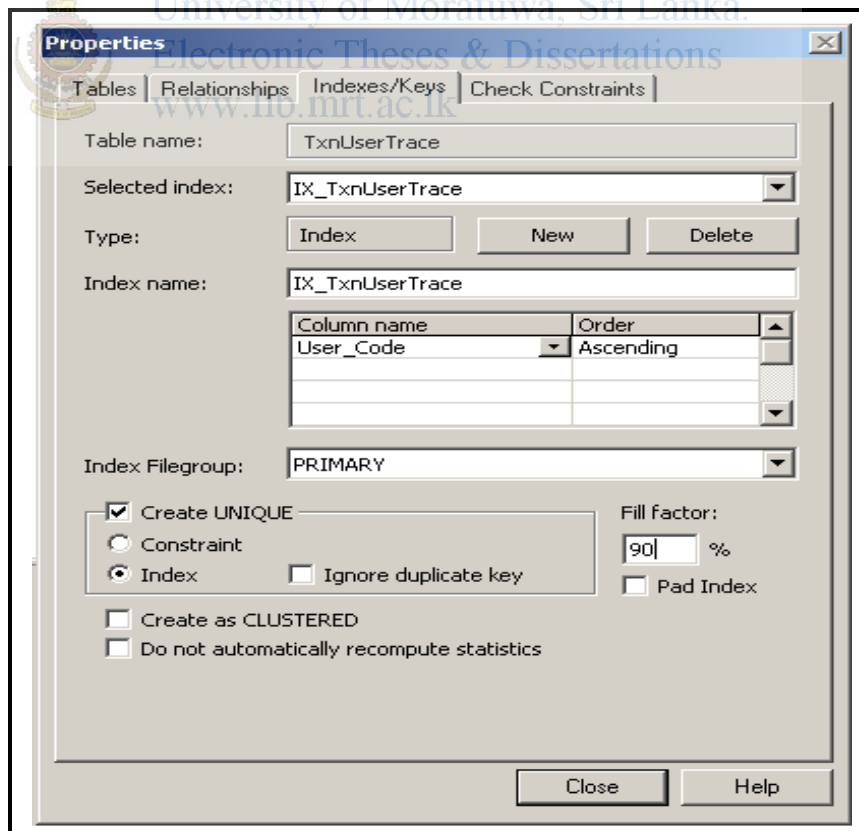 University of Moratuwa, Sri Lanka.
Properties
Electronic Theses & Dissertations
Tables Relationships Indexes/Keys Check Constraints
www.lib.mrt.ac.lk
Table name: TxnUserTrace
Selected index: IX_TxnUserTrace
Type: Index New Delete
Index name: IX_TxnUserTrace
Column name Order
User_Code Ascending
Index Filegroup: PRIMARY
Create UNIQUE Fill factor:
Constraint 90 %
Index Ignore duplicate key Pad Index
Create as CLUSTERED
Do not automatically recompute statistics
Close Help